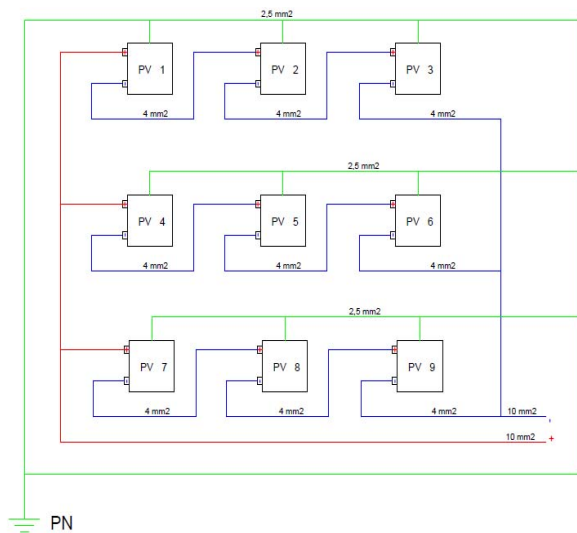 2,5 mm2
PV 1
PV 2
PV 3
4 mm2
4 mm2
4 mm2
2,5 mm2
PV 4
PV 5
PV 6
4 mm2
4 mm2
4 mm2
2,5 mm2
PV 7
PV 8
PV 9
4 mm2
4 mm2
4 mm2
10 mm2
-
10 mm2
+
PN